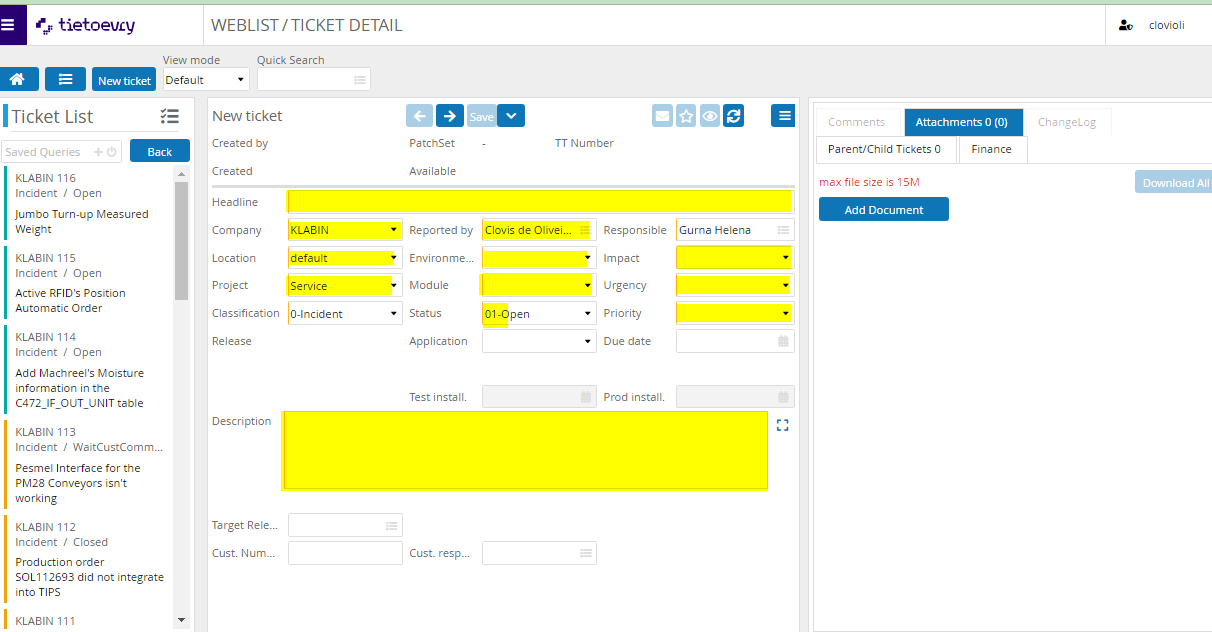 tietoevry
WEBLIST / TICKET DETAIL
clovioli
New ticket
View mode
Default
Quick Search
Ticket List
Saved Queries
Back
KLABIN 116
Incident / Open
Jumbo Turn-up Measured
Weight
KLABIN 115
Incident / Open
Active RFID's Position
Automatic Order
KLABIN 114
Incident / Open
Add Machreel's Moisture
information in the
C472_IF_OUT_UNIT table
KLABIN 113
Incident / WaitCustComm...
Pesmel Interface for the
PM28 Conveyors isn't
working
KLABIN 112
Incident / Closed
Production order
SOL112693 did not integrate
into TIPS
KLABIN 111
New ticket
Save
Created by
PatchSet -
TT Number
Created
Available
Headline
Company KLABIN Reported by Clovis de Olivei... Responsible Gurna Helena
Location default Environme... Impact
Project Service Module Urgency
Classification 0-Incident Status 01-Open Priority
Release Application Due date
Test install. Prod install.
Description
Target Rele...
Cust. Num... Cust. resp...
Comments Attachments 0 (0) ChangeLog
Parent/Child Tickets 0 Finance
max file size is 15M
Download All
Add Document